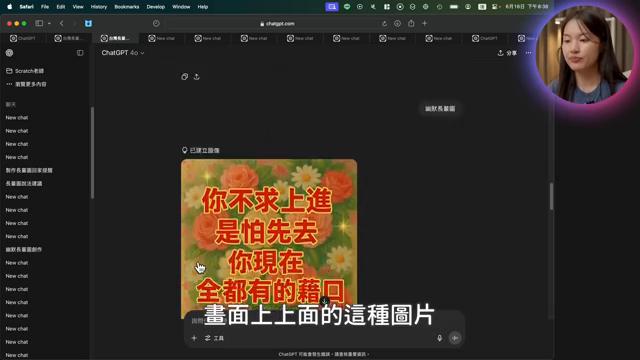 Safari File Edit View History Bookmarks Develop Window Help
6月16日 下午8:38
chatgpt.com
ChatGPT
台灣長輩…
台灣長輩…
New chat
New chat
New chat
New chat
New chat
New chat
New chat
ChatGPT
New chat
ChatGPT 4o
分享
Scratch老師
瀏覽更多內容
聊天
New chat
New chat
New chat
New chat
製作長輩圖回家提醒
長輩圖說法建議
New chat
New chat
New chat
New chat
幽默長輩圖創作
New chat
New chat
New chat
New chat
幽默長輩圖
已建立圖像
你不求上進
是怕先去
你現在
全都有的藉口
畫面上上面的這種圖片
工具
ChatGPT 可能會發生錯誤。請查核重要資訊。